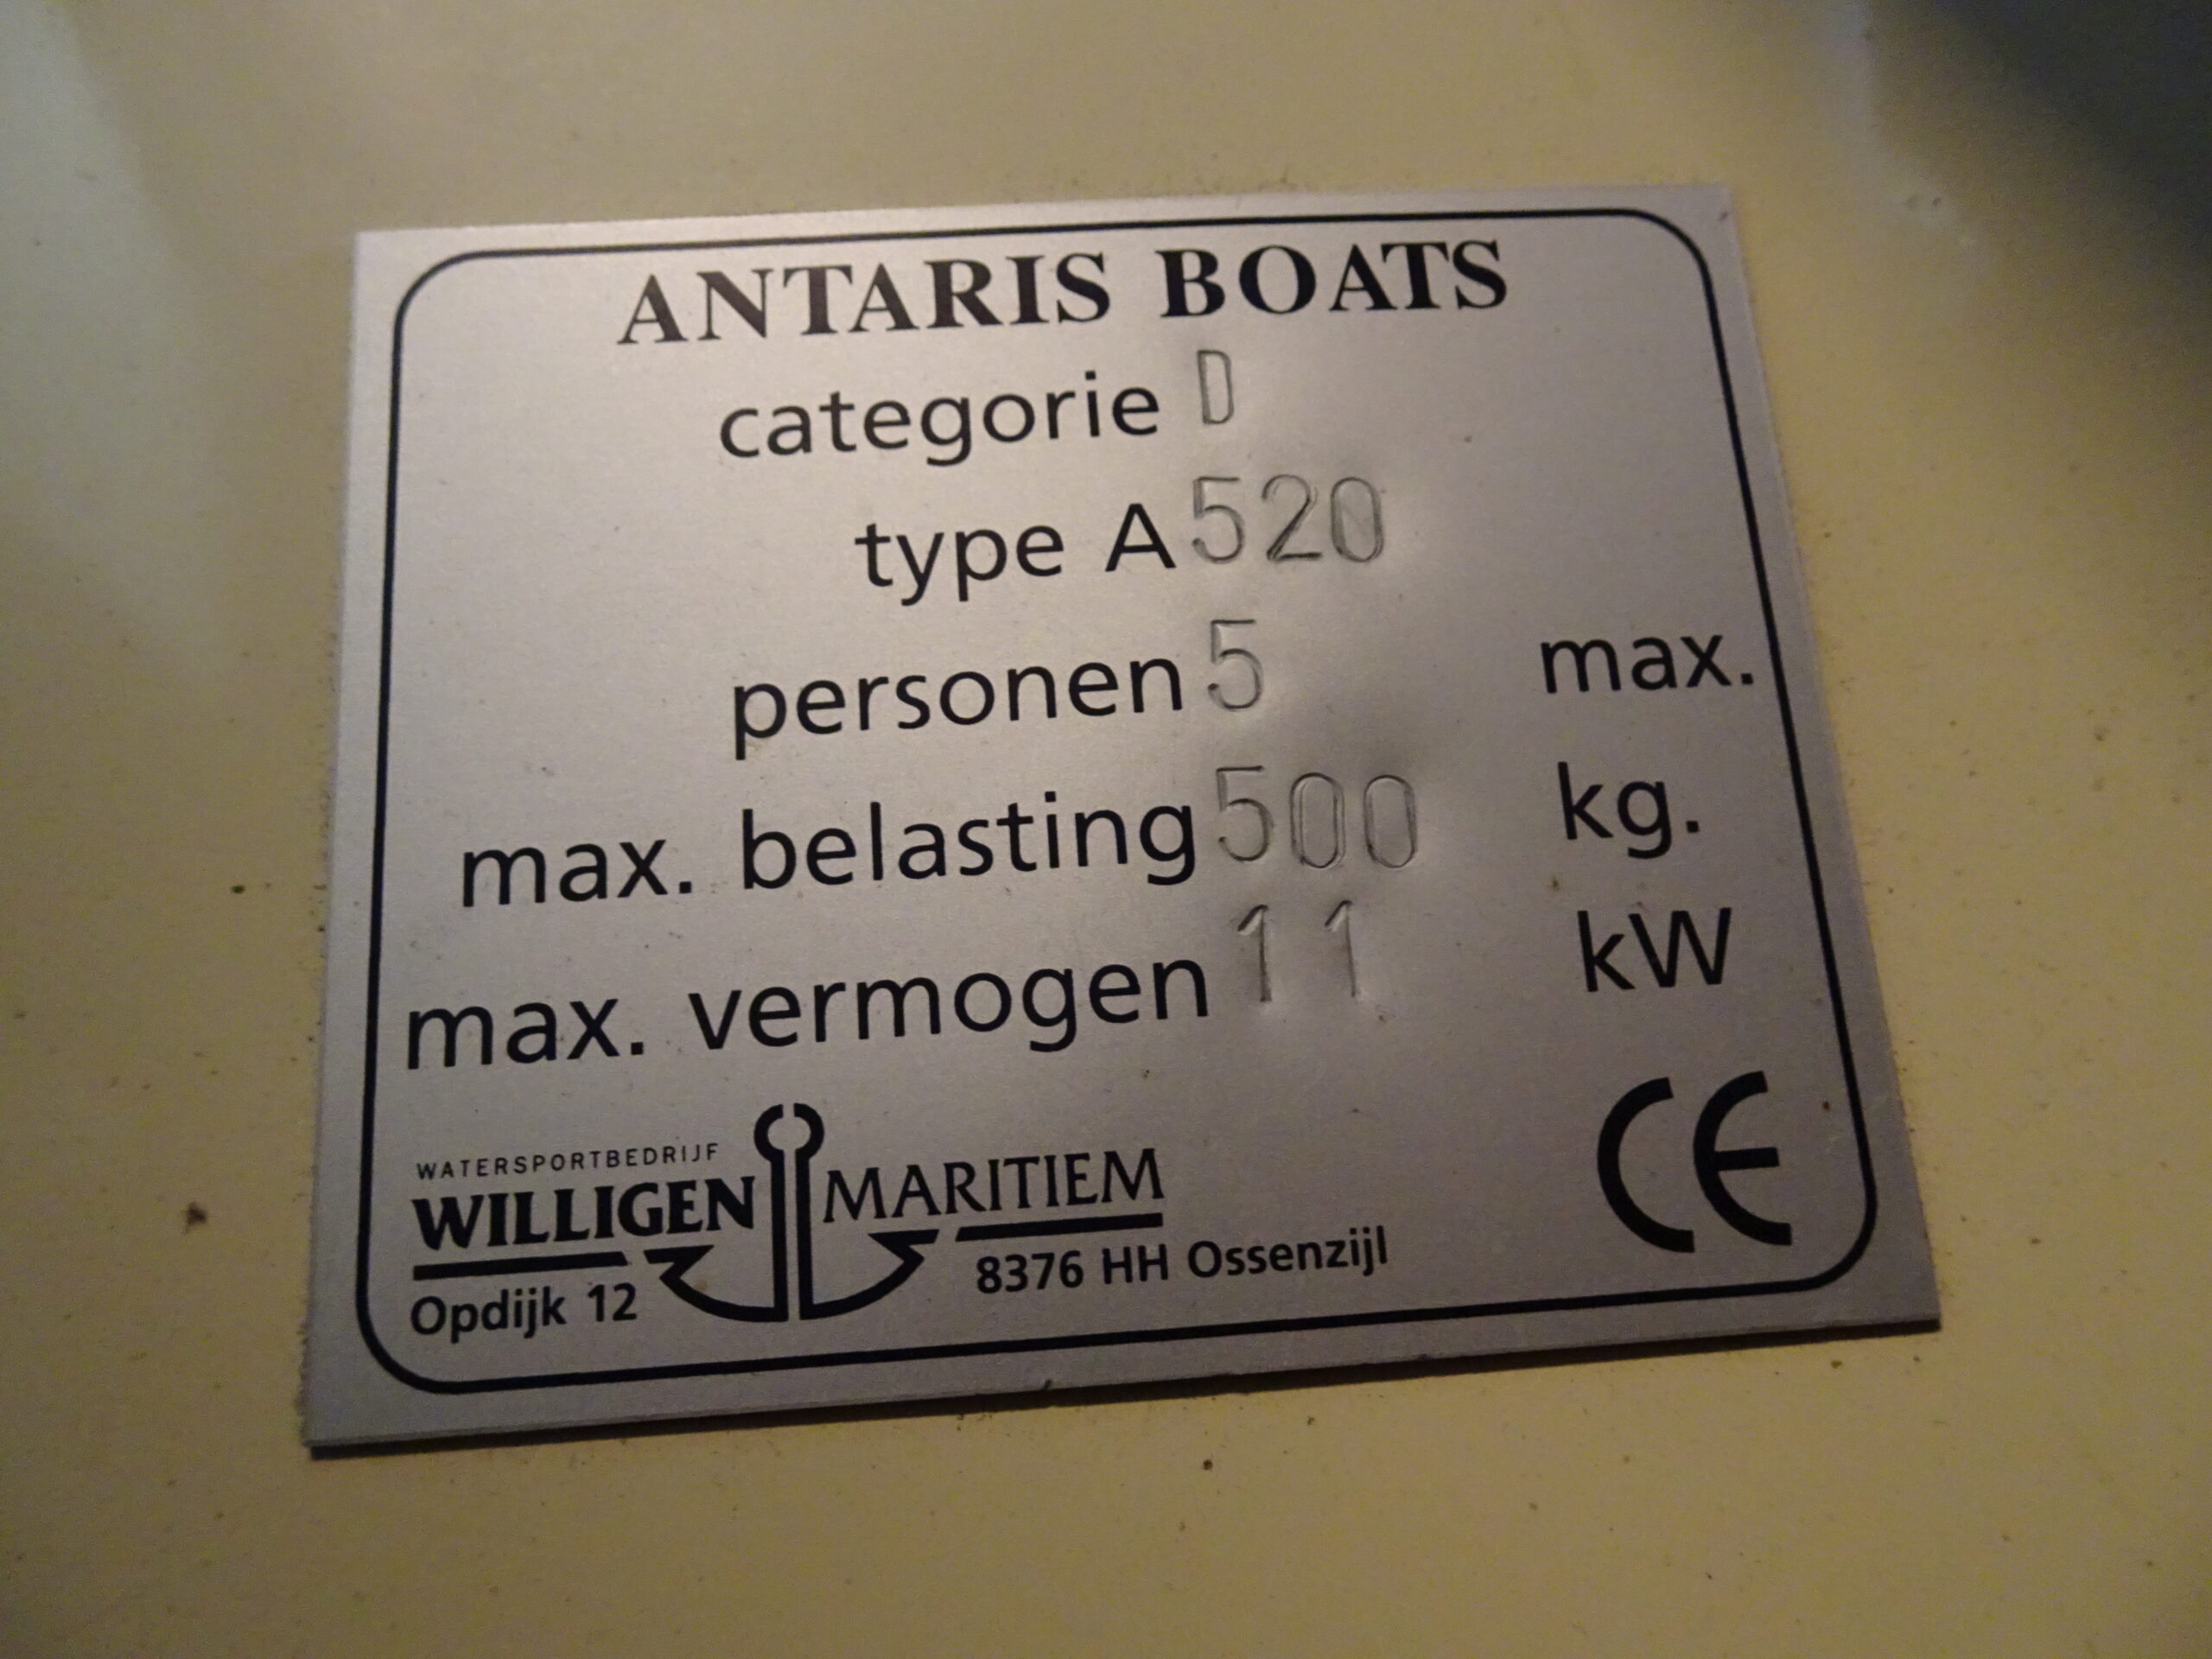 ANTARIS BOATS
categorie D
type A520
personen 5 max.
max. belasting 500 kg.
max. vermogen 11 kW
WATERSPORTBEDRIJF
WILLIGEN MARITIEM
Opdijk 12 8376 HH Ossenzijl
CE